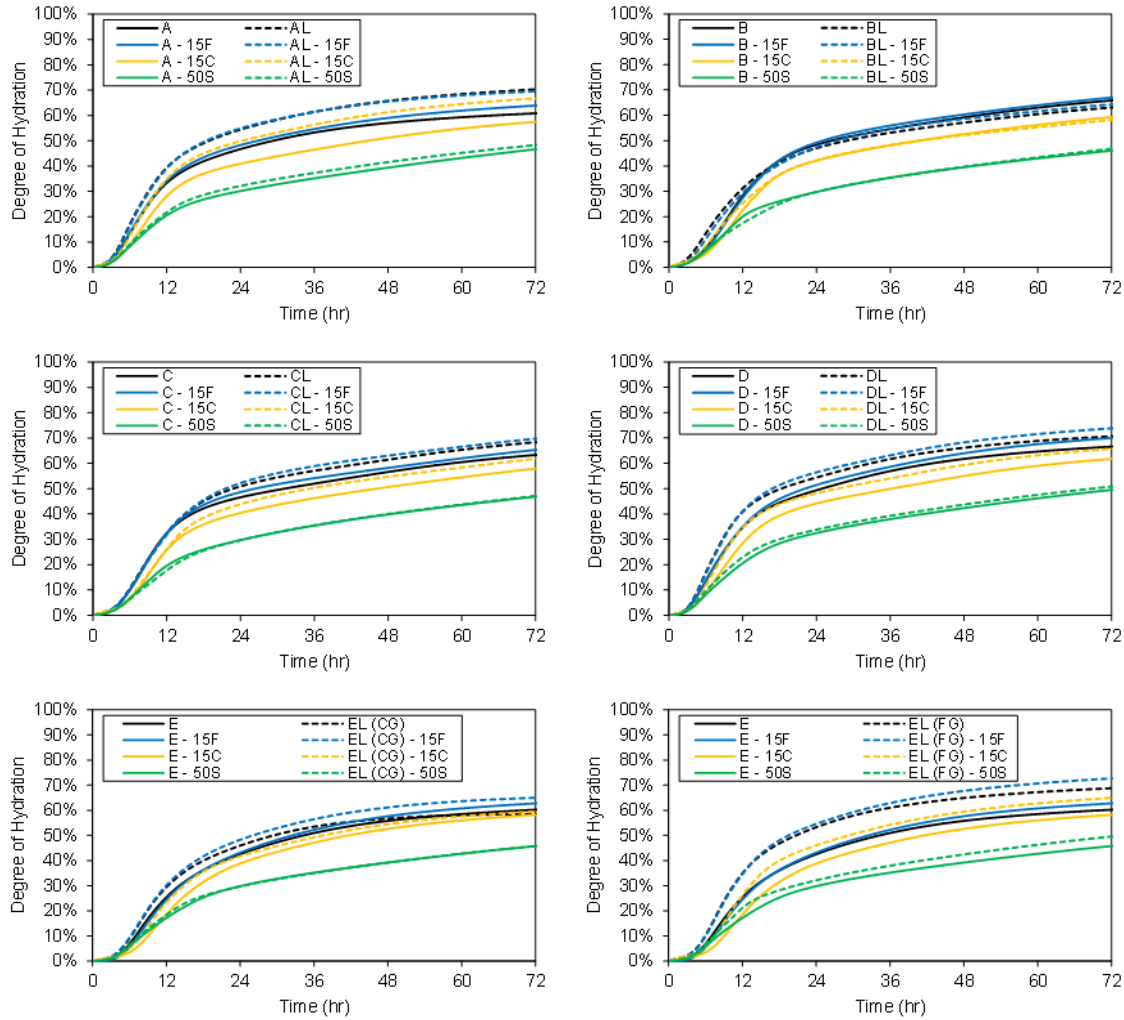 100%
90%
80%
70%
60%
50%
40%
30%
20%
10%
0%
Degree of Hydration
A AL
A - 15F AL - 15F
A - 15C AL - 15C
A - 50S AL - 50S
0 12 24 36 48 60 72
Time (hr)
100%
90%
80%
70%
60%
50%
40%
30%
20%
10%
0%
Degree of Hydration
B BL
B - 15F BL - 15F
B - 15C BL - 15C
B - 50S BL - 50S
0 12 24 36 48 60 72
Time (hr)
100%
90%
80%
70%
60%
50%
40%
30%
20%
10%
0%
Degree of Hydration
C CL
C - 15F CL - 15F
C - 15C CL - 15C
C - 50S CL - 50S
0 12 24 36 48 60 72
Time (hr)
100%
90%
80%
70%
60%
50%
40%
30%
20%
10%
0%
Degree of Hydration
D DL
D - 15F DL - 15F
D - 15C DL - 15C
D - 50S DL - 50S
0 12 24 36 48 60 72
Time (hr)
100%
90%
80%
70%
60%
50%
40%
30%
20%
10%
0%
Degree of Hydration
E EL (CG)
E - 15F EL (CG) - 15F
E - 15C EL (CG) - 15C
E - 50S EL (CG) - 50S
0 12 24 36 48 60 72
Time (hr)
100%
90%
80%
70%
60%
50%
40%
30%
20%
10%
0%
Degree of Hydration
E EL (FG)
E - 15F EL (FG) - 15F
E - 15C EL (FG) - 15C
E - 50S EL (FG) - 50S
0 12 24 36 48 60 72
Time (hr)